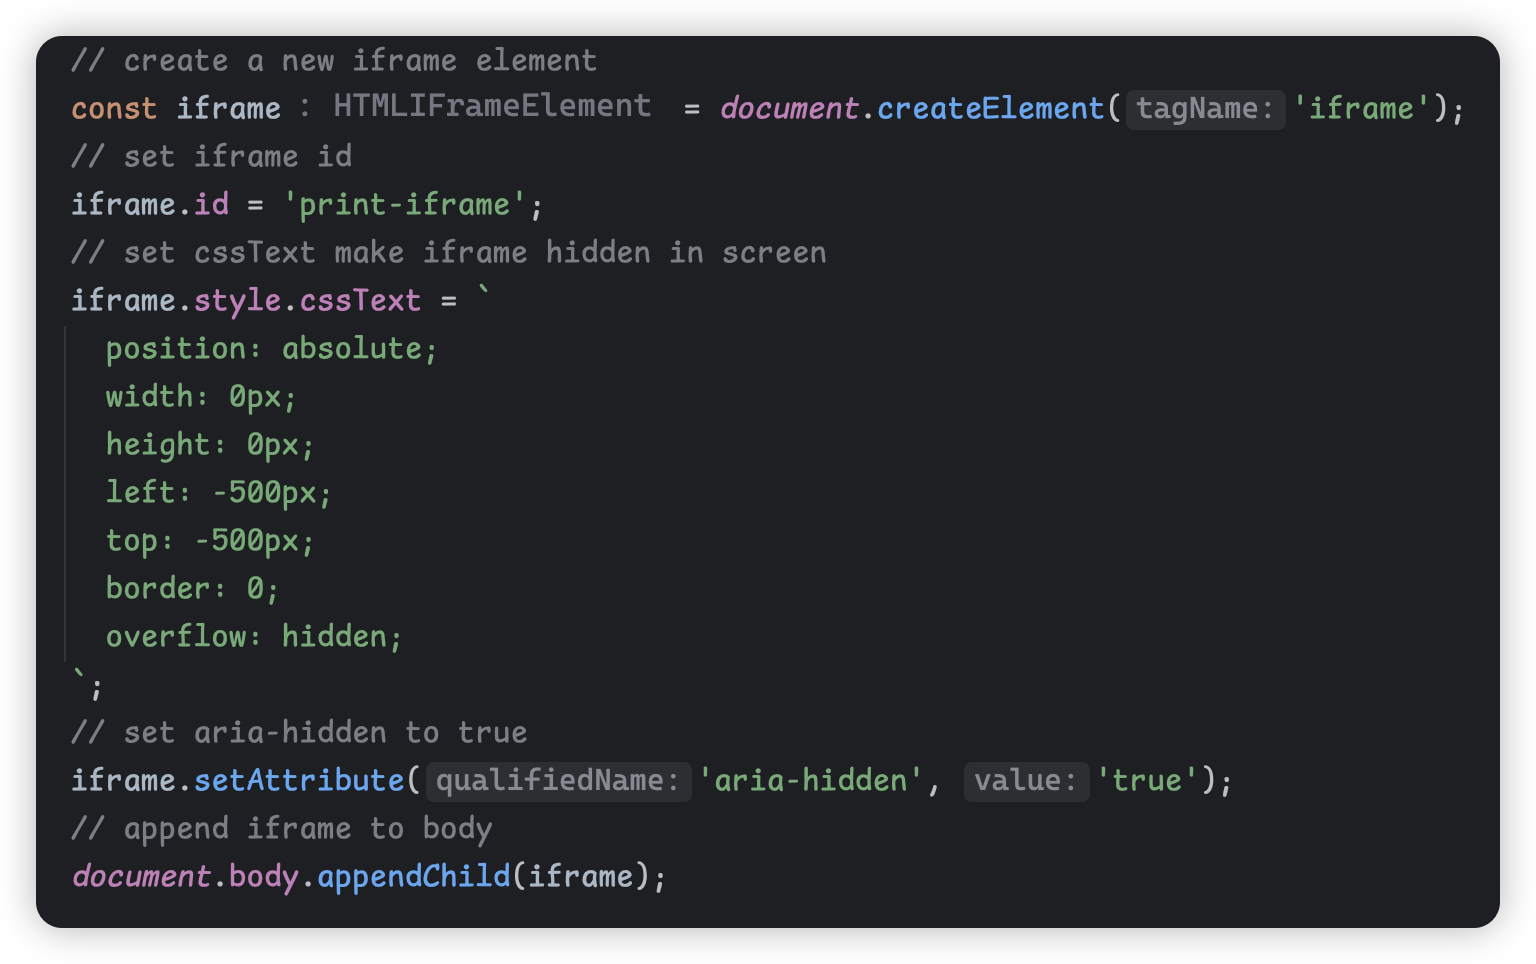 // create a new iframe element
const iframe : HTMLIFrameElement = document.createElement( tagName: 'iframe');
// set iframe id
iframe.id = 'print-iframe';
// set cssText make iframe hidden in screen
iframe.style.cssText = `
  position: absolute;
  width: 0px;
  height: 0px;
  left: -500px;
  top: -500px;
  border: 0;
  overflow: hidden;
`;
// set aria-hidden to true
iframe.setAttribute( qualifiedName: 'aria-hidden', value: 'true');
// append iframe to body
document.body.appendChild(iframe);